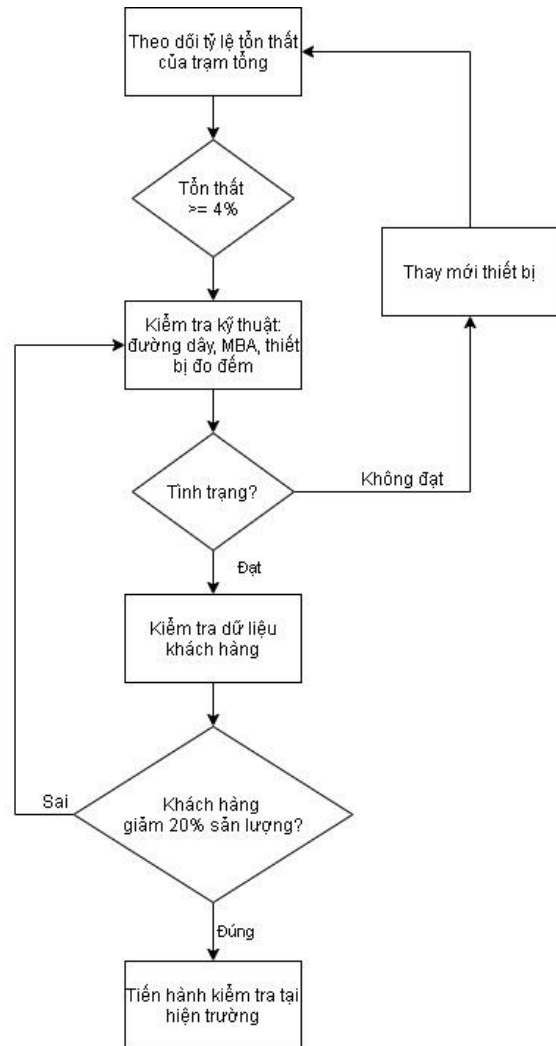 Theo dõi tỷ lệ tồn thất
của trạm tổng
Tồn thất
>= 4%
Thay mới thiết bị
Kiểm tra kỹ thuật:
đường dây, MBA, thiết
bị đo đếm
Tình trạng?
Không đạt
Đạt
Kiểm tra dữ liệu
khách hàng
Sai
Khách hàng
giảm 20% sản lượng?
Đúng
Tiến hành kiểm tra tại
hiện trường